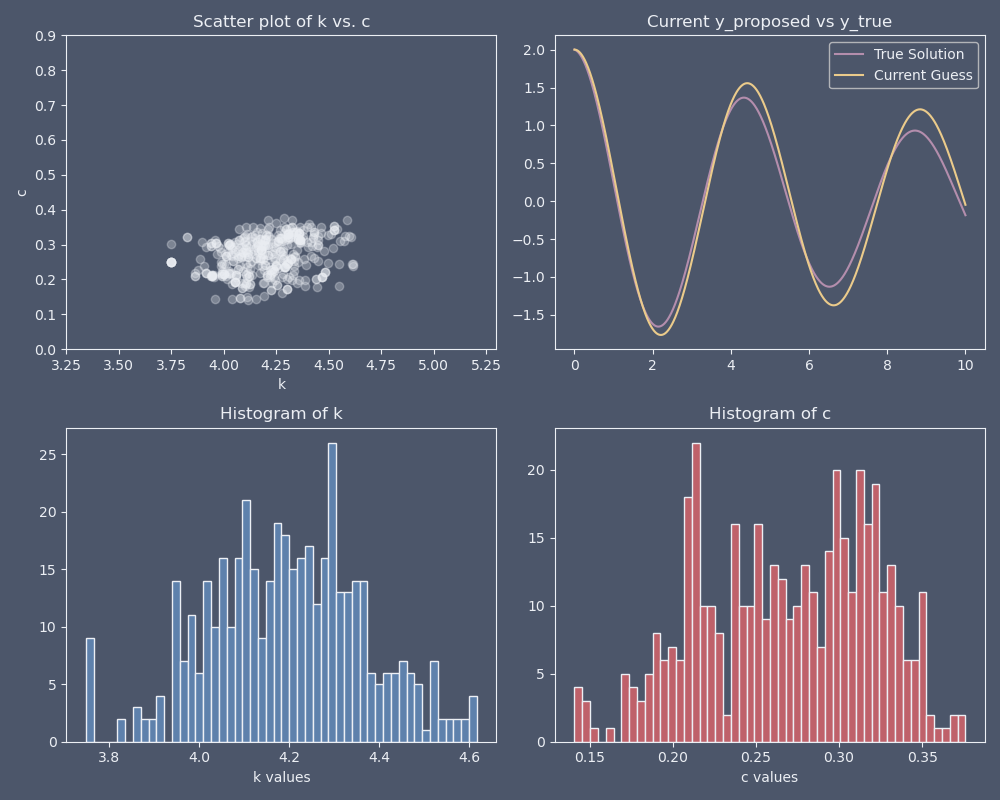 Scatter plot of k vs. c
0.9
0.8
0.7
0.6
0.5
0.4
0.3
0.2
0.1
0.0
c
3.25 3.50 3.75 4.00 4.25 4.50 4.75 5.00 5.25
k
Current y_proposed vs y_true
True Solution
Current Guess
2.0
1.5
1.0
0.5
0.0
−0.5
−1.0
−1.5
0 2 4 6 8 10
Histogram of k
25
20
15
10
5
0
3.8 4.0 4.2 4.4 4.6
k values
Histogram of c
20
15
10
5
0
0.15 0.20 0.25 0.30 0.35
c values